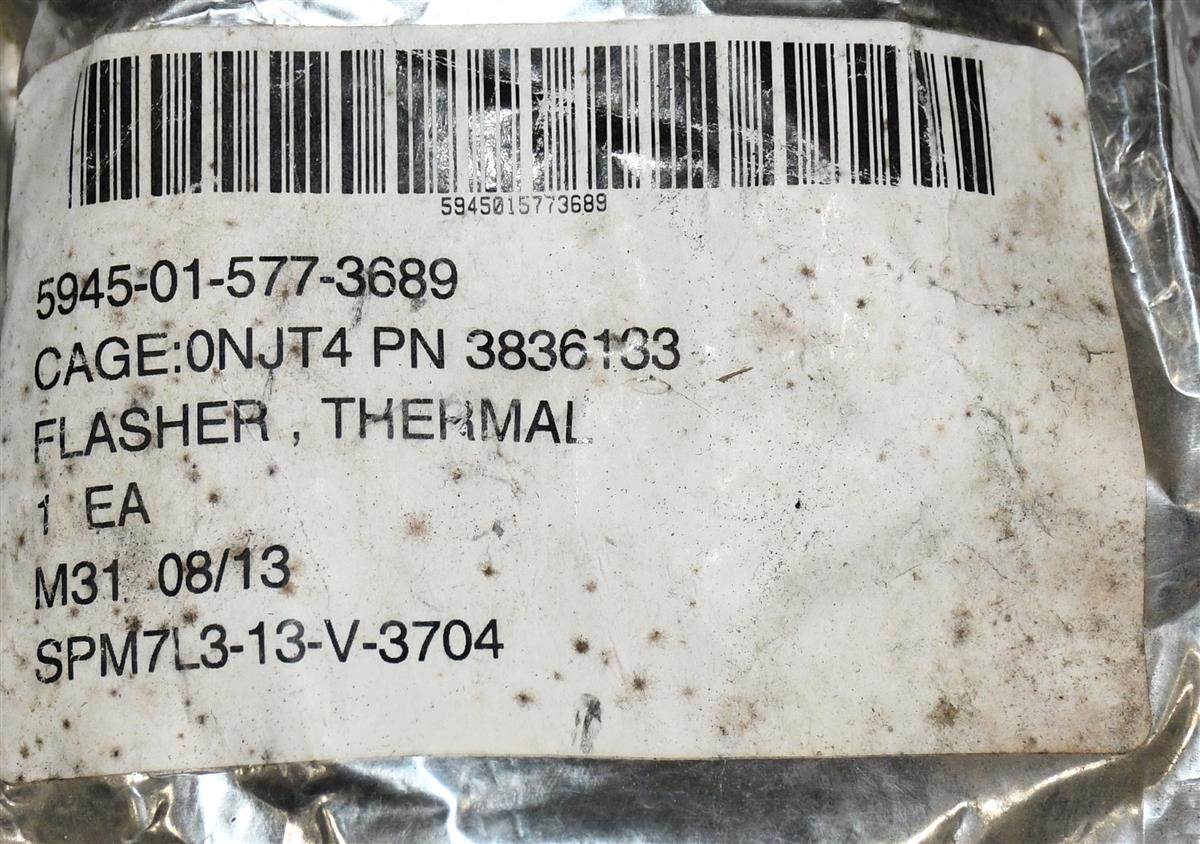 5945015773689
5945-01-577-3689
CAGE:0NJT4 PN 3836133
FLASHER , THERMAL
1 EA
M31 08/13
SPM7L3-13-V-3704